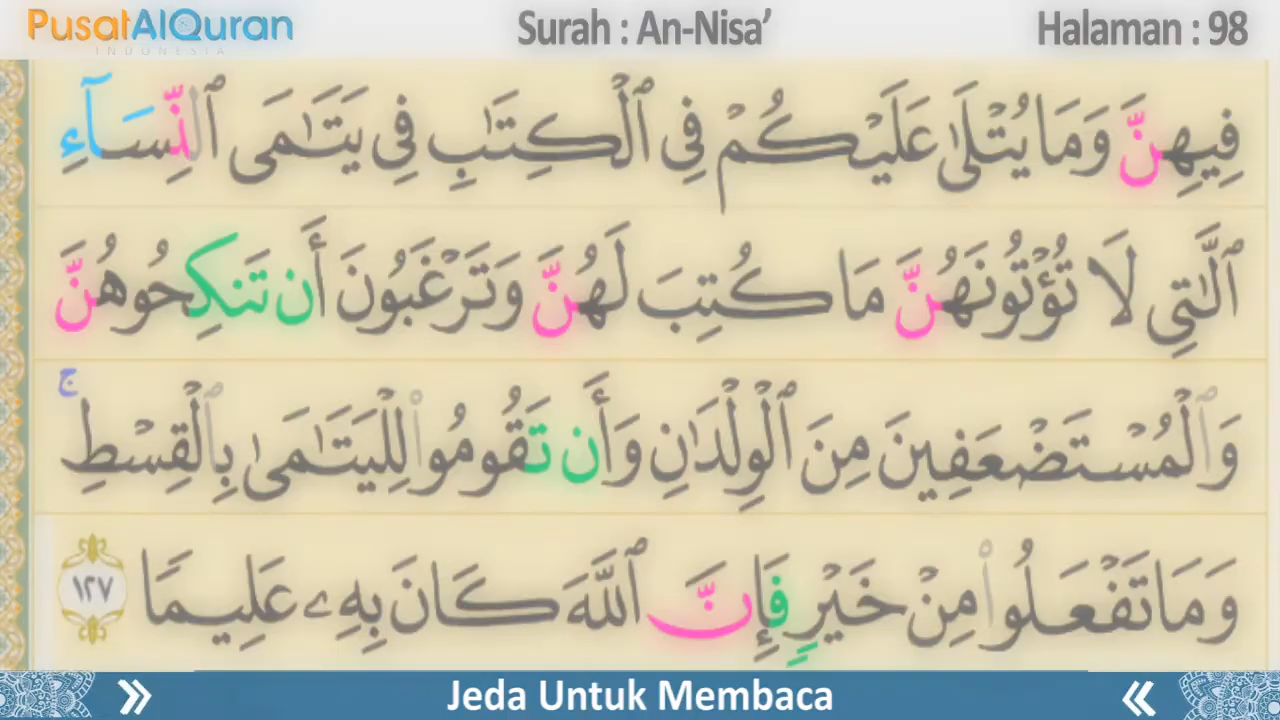 PusatAlQuran
INDONESIA
Surah : An-Nisa’
Halaman : 98
فِيهِنَّ وَمَا يُتْلَىٰ عَلَيْكُمْ فِى ٱلْكِتَٰبِ فِى يَتَٰمَى ٱلنِّسَآءِ
ٱلَّٰتِى لَا تُؤْتُونَهُنَّ مَا كُتِبَ لَهُنَّ وَتَرْغَبُونَ أَن تَنكِحُوهُنَّ
وَٱلْمُسْتَضْعَفِينَ مِنَ ٱلْوِلْدَٰنِ وَأَن تَقُومُوا۟ لِلْيَتَٰمَىٰ بِٱلْقِسْطِ ۚ
وَمَا تَفْعَلُوا۟ مِنْ خَيْرٍ فَإِنَّ ٱللَّهَ كَانَ بِهِۦ عَلِيمًا ١٢٧
Jeda Untuk Membaca